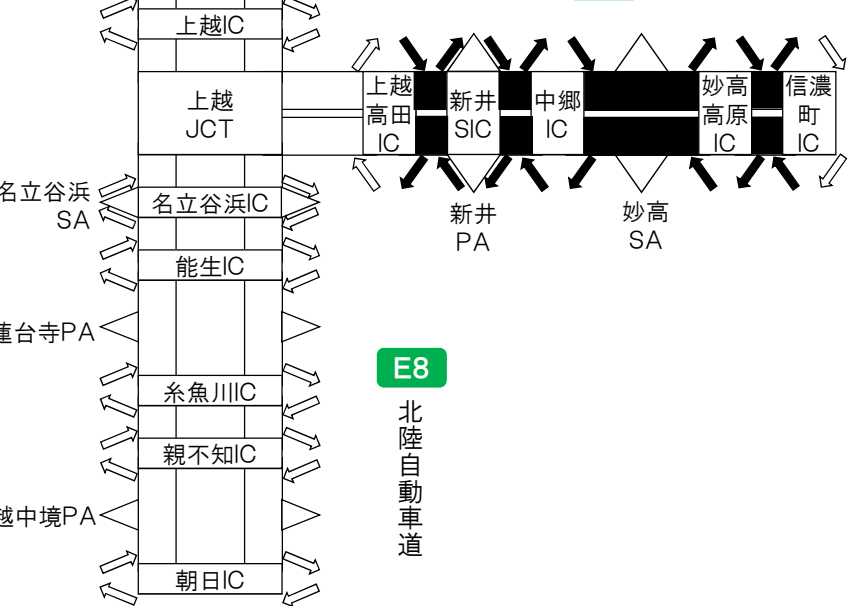 上越IC
上越
JCT
上越
高田
IC
新井
SIC
中郷
IC
妙高
高原
IC
信濃
町
IC
名立谷浜
SA
名立谷浜IC
新井
PA
妙高
SA
能生IC
蓮台寺PA
E8
北陸自動車道
糸魚川IC
親不知IC
越中境PA
朝日IC